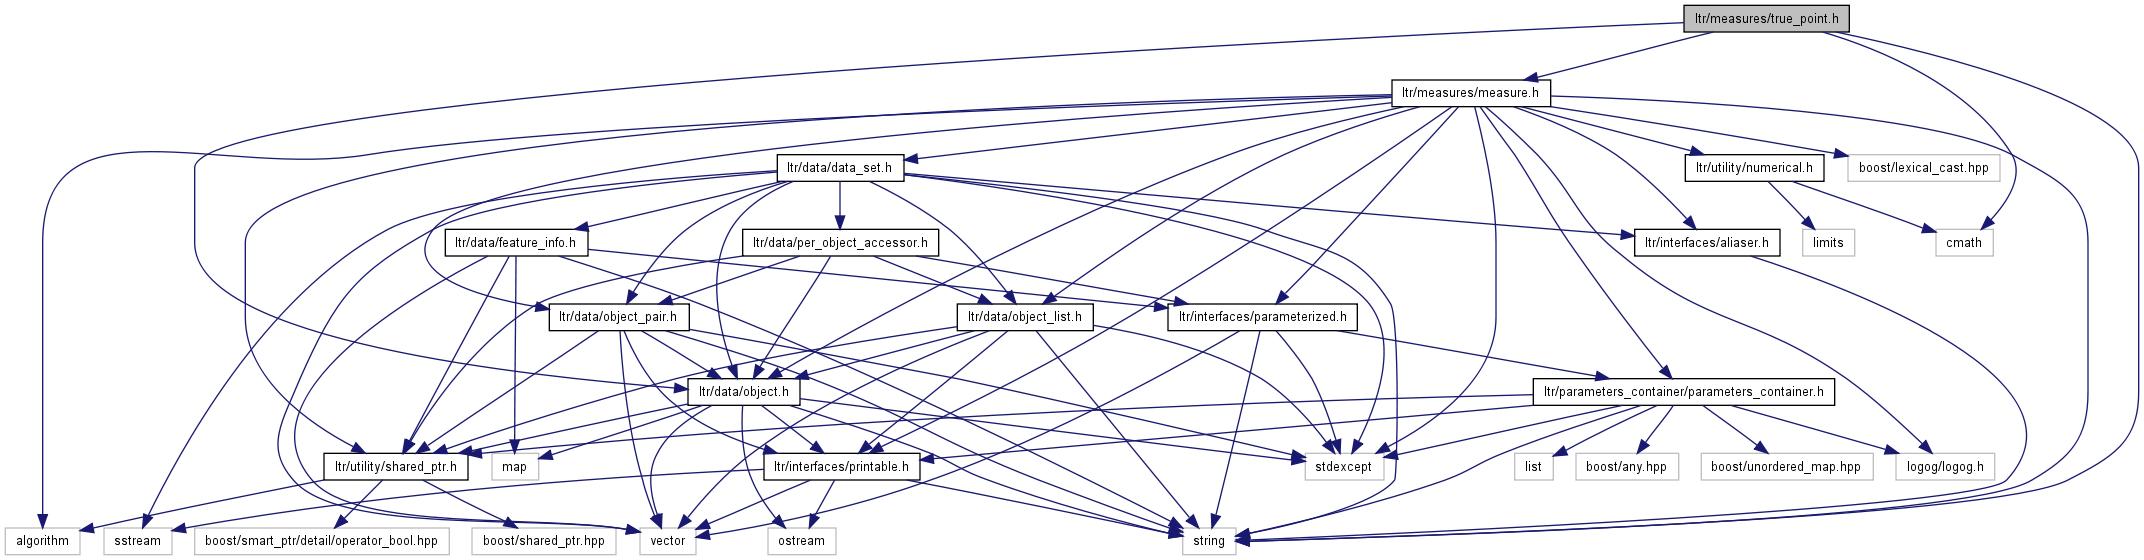 ltr/measures/true_point.h
ltr/measures/measure.h
ltr/data/data_set.h
ltr/utility/numerical.h
boost/lexical_cast.hpp
ltr/data/feature_info.h
ltr/data/per_object_accessor.h
ltr/interfaces/aliaser.h
limits
cmath
ltr/data/object_pair.h
ltr/data/object_list.h
ltr/interfaces/parameterized.h
ltr/data/object.h
ltr/parameters_container/parameters_container.h
ltr/utility/shared_ptr.h
map
ltr/interfaces/printable.h
stdexcept
list
boost/any.hpp
boost/unordered_map.hpp
logog/logog.h
algorithm
sstream
boost/smart_ptr/detail/operator_bool.hpp
boost/shared_ptr.hpp
vector
ostream
string